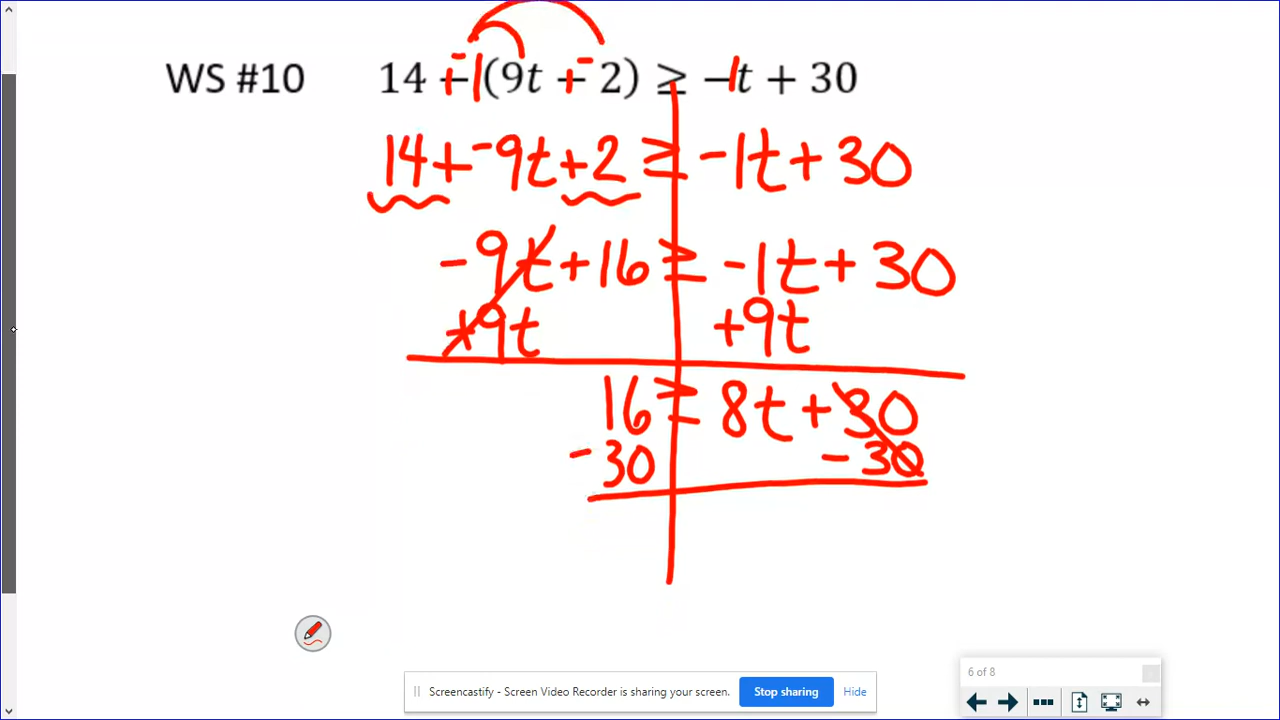 WS #10 14 +-1(9t +-2) ≥ -1t + 30
14+-9t+2 ≥ -1t+30
-9t+16 ≥ -1t+30
+9t +9t
16 ≥ 8t+30
-30 -30
6 of 8
Screencastify - Screen Video Recorder is sharing your screen. Stop sharing Hide